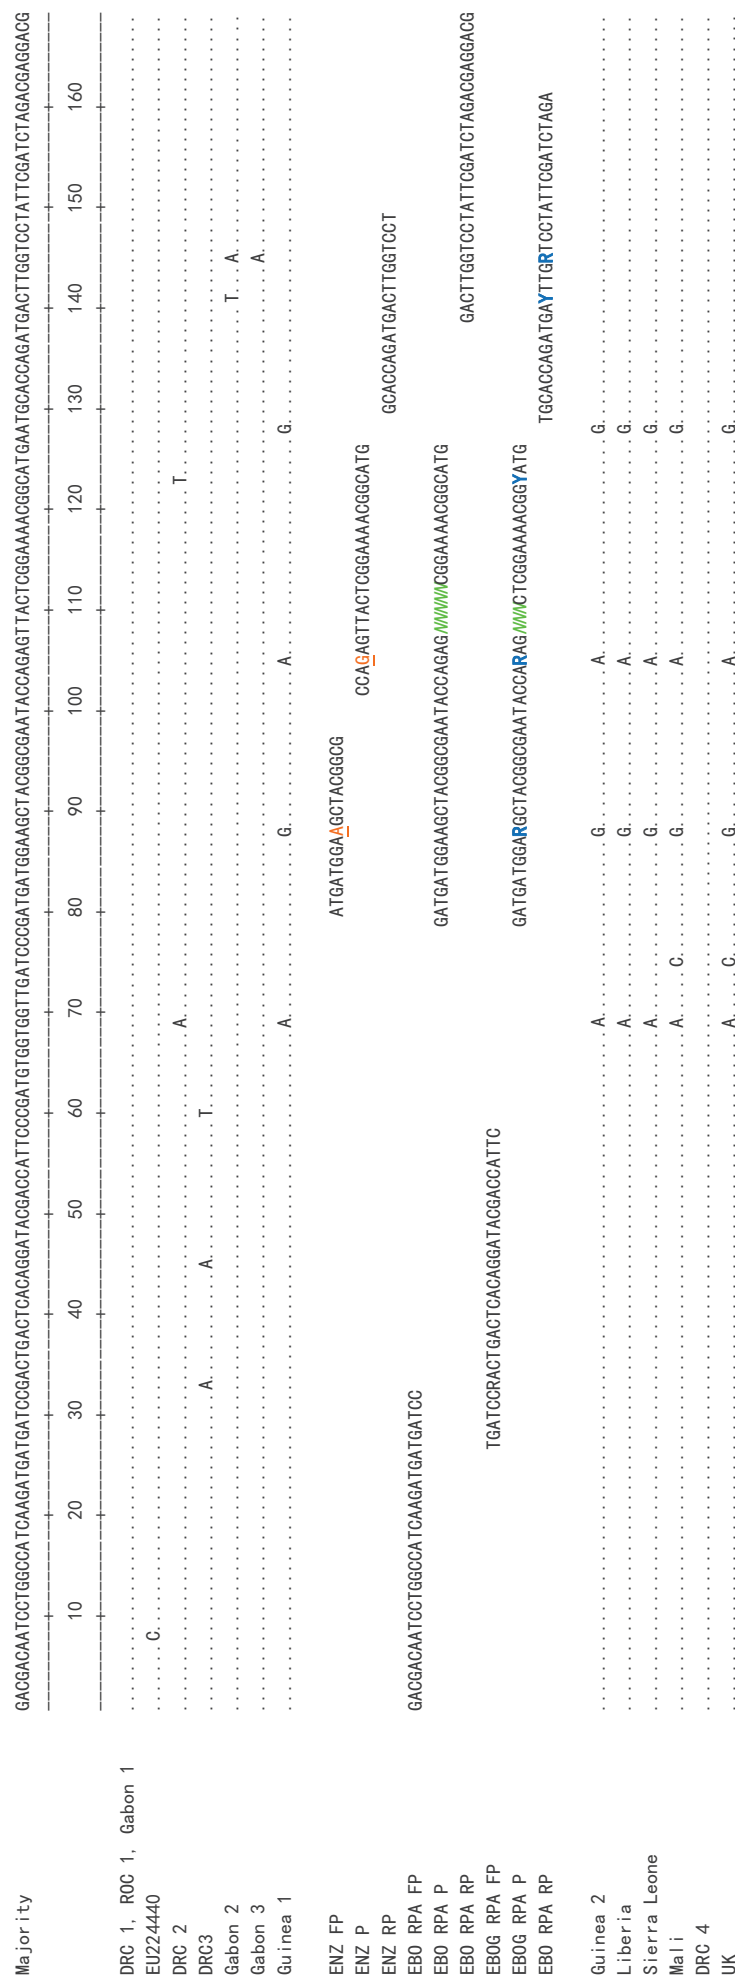 Majority GACGACAATCCTGGCCATCAAGATGATGATCCGACTGACTCACAGGATACGACCATTCCCGATGTGGTGGTTGATCCCGATGATGGAAGCTACGGCGAATACCAGAGTTACTCGGAAAACGGCATGAATGCACCAGATGACTTGGTCCTATTCGATCTAGACGAGGACG
10 20 30 40 50 60 70 80 90 100 110 120 130 140 150 160
DRC 1, ROC 1, Gabon 1
EU224440 C
DRC 2 A T
DRC3 A A T
Gabon 2 T A
Gabon 3 A
Guinea 1 A G A G
ENZ FP ATGATGGAAGCTACGGCG
ENZ P CCAGAGTTACTCGGAAAACGGCATG
ENZ RP GCACCAGATGACTTGGTCCT
EBO RPA FP GACGACAATCCTGGCCATCAAGATGATGATCC
EBO RPA P GATGATGGAAGCTACGGCGAATACCAGAGNNNNNCGGAAAACGGCATG
EBO RPA RP GACTTGGTCCTATTCGATCTAGACGAGGACG
EBOG RPA FP TGATCCRACTGACTCACAGGATACGACCATTC
EBOG RPA P GATGATGGARGCTACGGCGAATACCARAGNNNCTCGGAAAACGGYATG
EBO RPA RP TGCACCAGATGAYTTGRTCCTATTCGATCTAGA
Guinea 2 A G A G
Liberia A G A G
Sierra Leone A G A G
Mali A C G A G
DRC 4
UK A C G A G